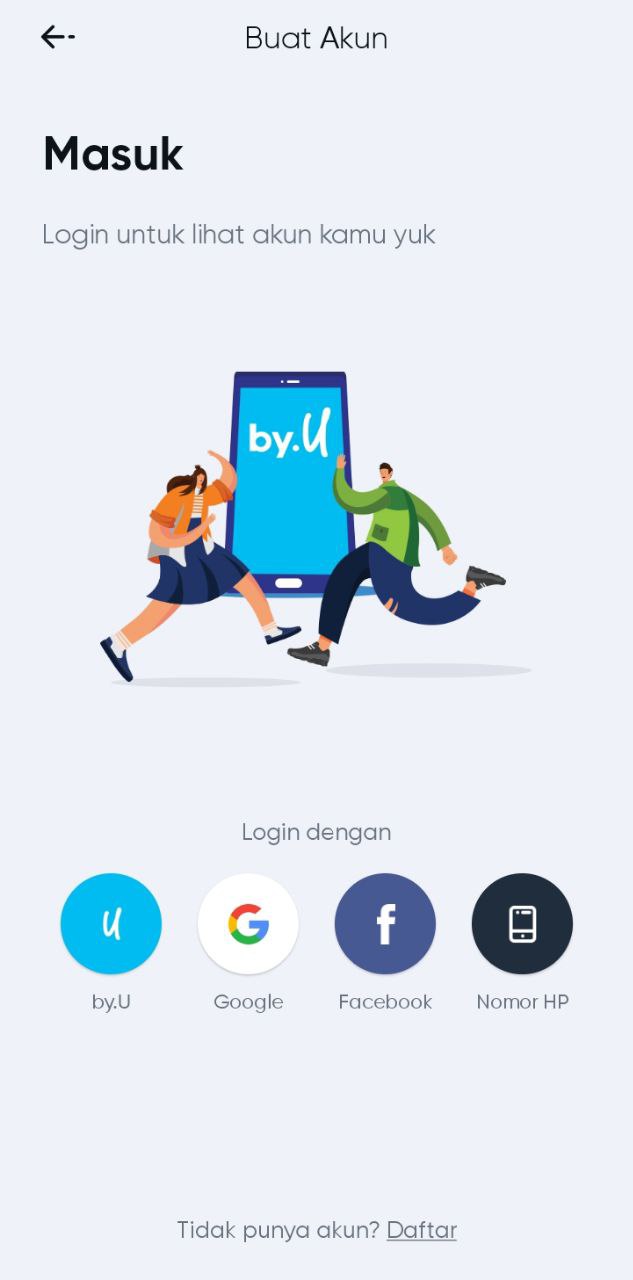 Buat Akun
Masuk
Login untuk lihat akun kamu yuk
by.U
Login dengan
U
by.U
Google
Facebook
Nomor HP
Tidak punya akun? Daftar